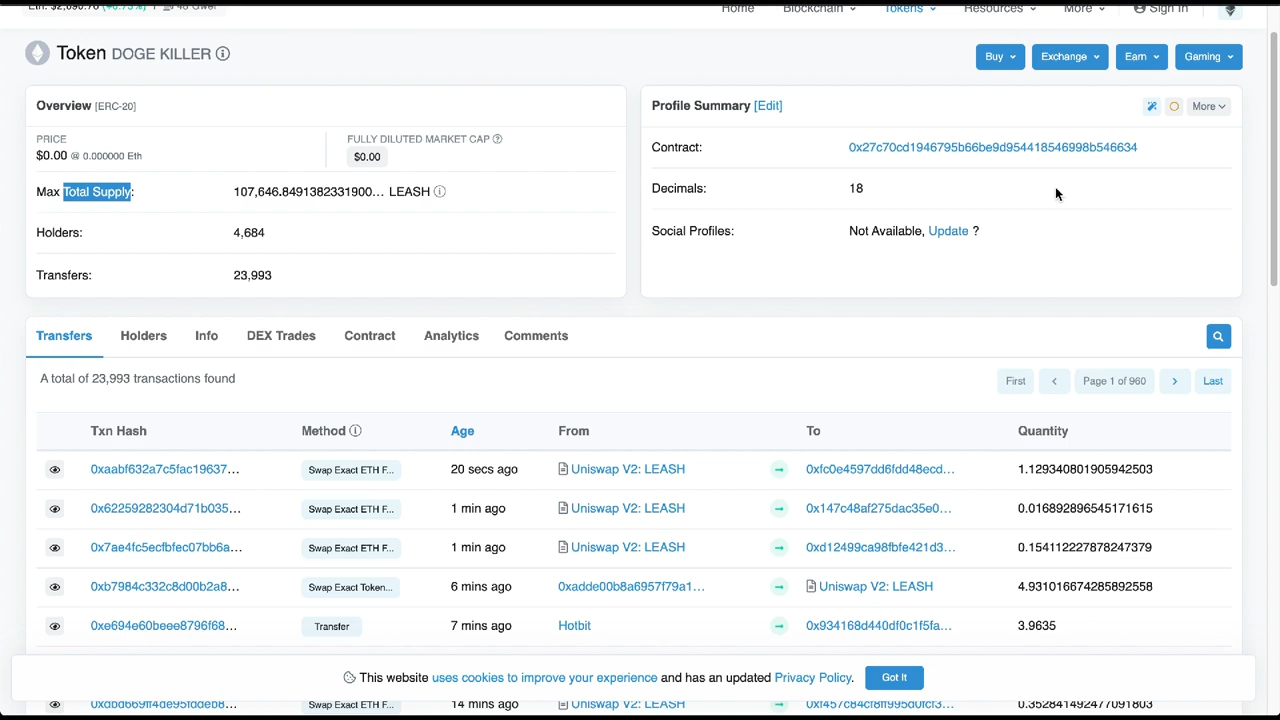 Home Blockchain Tokens Resources More Sign In
Token DOGE KILLER
Buy Exchange Earn Gaming
Overview [ERC-20]
PRICE
$0.00 @ 0.000000 Eth
FULLY DILUTED MARKET CAP
$0.00
Max Total Supply: 107,646.8491382331900... LEASH
Holders: 4,684
Transfers: 23,993
Profile Summary [Edit] More
Contract: 0x27c70cd1946795b66be9d954418546998b546634
Decimals: 18
Social Profiles: Not Available, Update ?
Transfers Holders Info DEX Trades Contract Analytics Comments
A total of 23,993 transactions found
First Page 1 of 960 Last
Txn Hash Method Age From To Quantity
0xaabf632a7c5fac19637... Swap Exact ETH F... 20 secs ago Uniswap V2: LEASH 0xfc0e4597dd6fdd48ecd... 1.129340801905942503
0x62259282304d71b035... Swap Exact ETH F... 1 min ago Uniswap V2: LEASH 0x147c48af275dac35e0... 0.016892896545171615
0x7ae4fc5ecfbfec07bb6a... Swap Exact ETH F... 1 min ago Uniswap V2: LEASH 0xd12499ca98fbfe421d3... 0.154112227878247379
0xb7984c332c8d00b2a8... Swap Exact Token... 6 mins ago 0xadde00b8a6957f79a1... Uniswap V2: LEASH 4.931016674285892558
0xe694e60beee8796f68... Transfer 7 mins ago Hotbit 0x934168d440df0c1f5fa... 3.9635
This website uses cookies to improve your experience and has an updated Privacy Policy. Got It
Swap Exact ETH F... 14 mins ago Uniswap V2: LEASH 0.352841492477091803